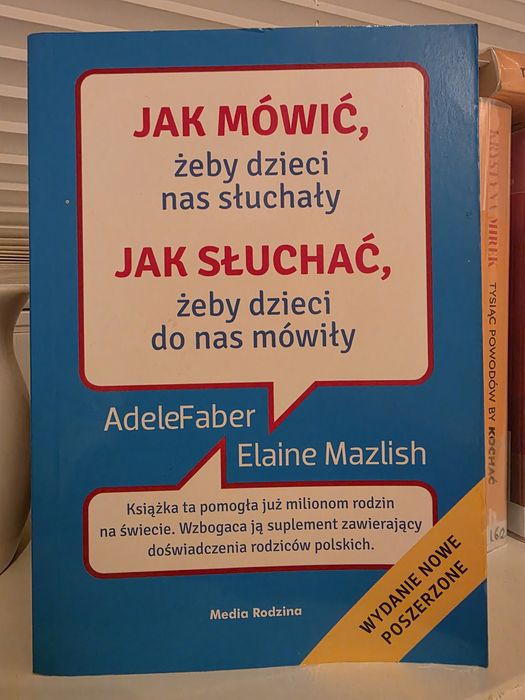 JAK MÓWIĆ,
żeby dzieci
nas słuchały
JAK SŁUCHAĆ,
żeby dzieci
do nas mówiły
AdeleFaber
Elaine Mazlish
Książka ta pomogła już milionom rodzin
na świecie. Wzbogaca ją suplement zawierający
doświadczenia rodziców polskich.
WYDANIE NOWE
POSZERZONE
Media Rodzina
KRYSTYNA MIREK
TYSIĄC POWODÓW BY KOCHAĆ